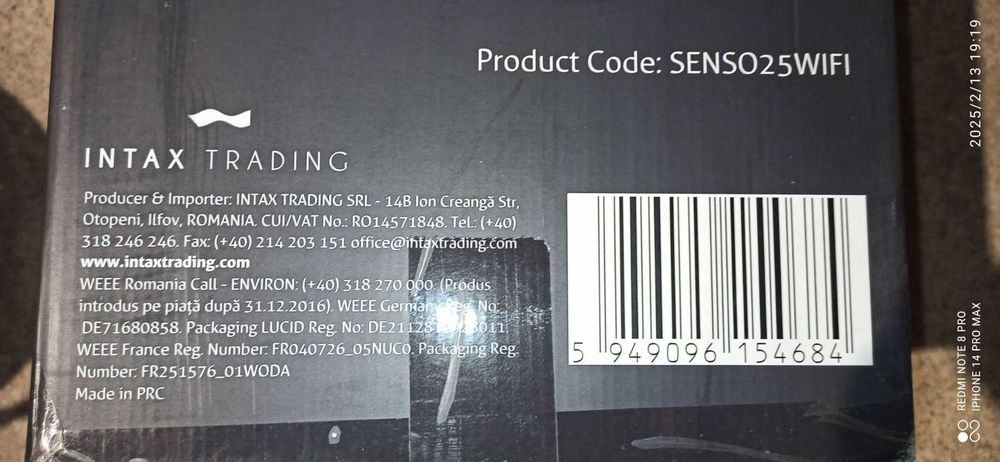 Product Code: SENSO25WIFI
INTAX TRADING
Producer & Importer: INTAX TRADING SRL - 14B Ion Creangă Str,
Otopeni, Ilfov, ROMANIA. CUI/VAT No.: RO14571848. Tel.: (+40)
318 246 246. Fax: (+40) 214 203 151 office@intaxtrading.com
www.intaxtrading.com
WEEE Romania Call - ENVIRON: (+40) 318 270 000. (Produs
introdus pe piață după 31.12.2016). WEEE Germany Reg. No:
DE71680858. Packaging LUCID Reg. No:
WEEE France Reg. Number: FR040726_05NUC0. Packaging Reg.
Number: FR251576_01WODA
Made in PRC
5 949096 154684
2025/2/13 19:19
REDMI NOTE 8 PRO
IPHONE 14 PRO MAX